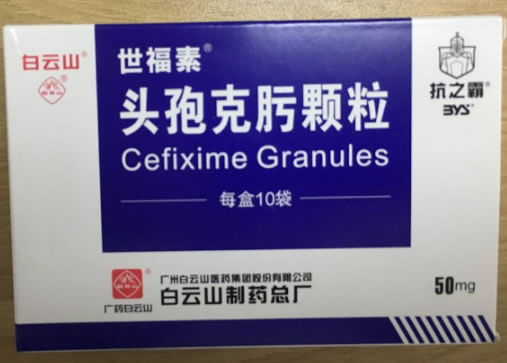 白云山®
世福素®
头孢克肟颗粒
Cefixime Granules
每盒10袋
抗之霸®
BYS
广药白云山
广州白云山医药集团股份有限公司
白云山制药总厂
50mg